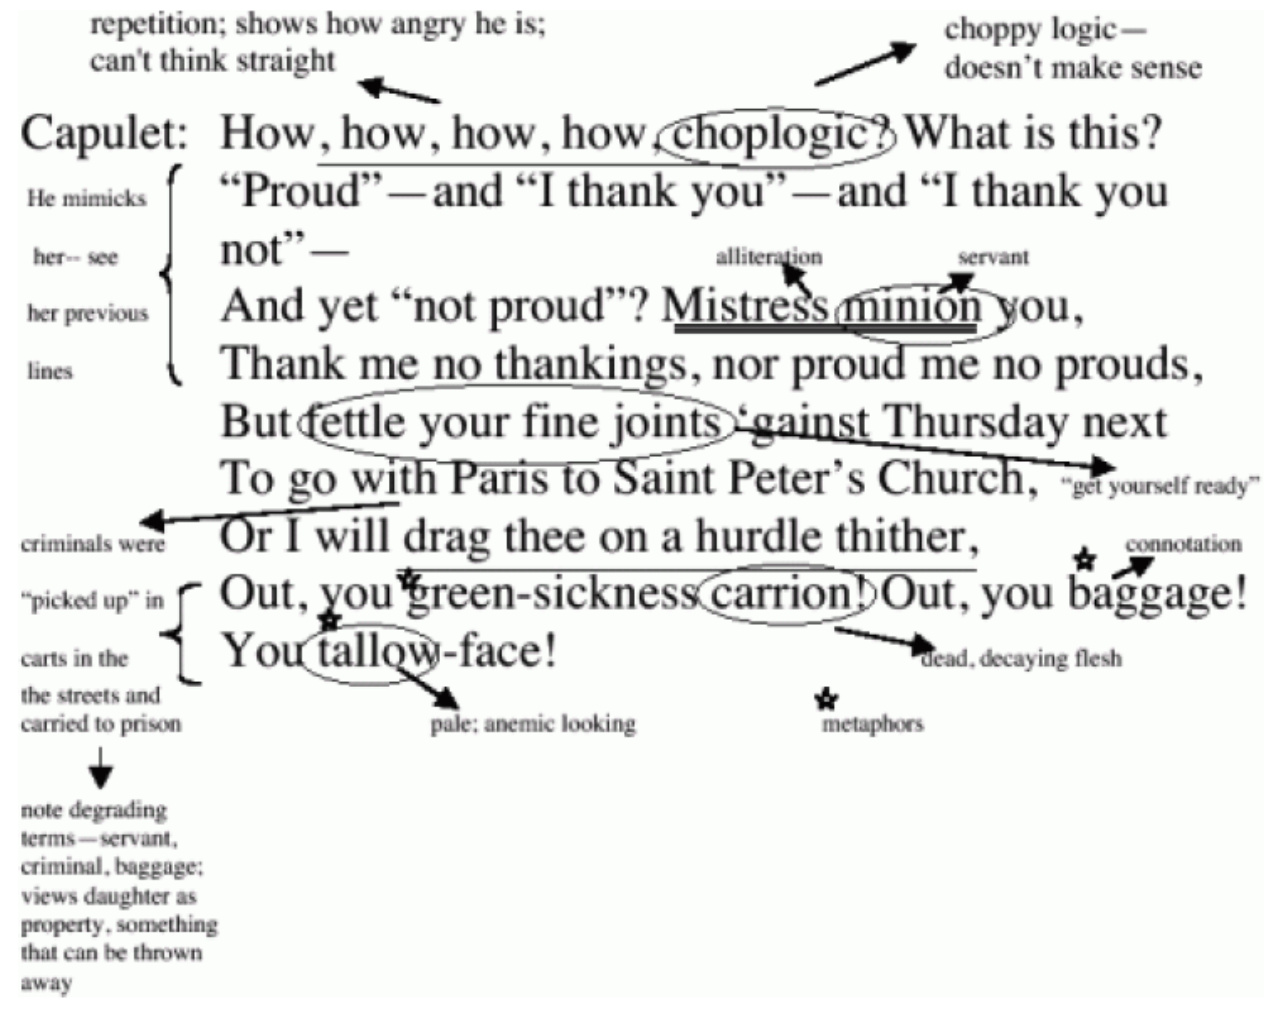 repetition; shows how angry he is;
can't think straight
choppy logic—
doesn't make sense
Capulet: How, how, how, how, choplogic? What is this?
"Proud"—and "I thank you"—and "I thank you
not"—
And yet "not proud"? Mistress minion you,
Thank me no thankings, nor proud me no prouds,
But fettle your fine joints 'gainst Thursday next
To go with Paris to Saint Peter's Church,
Or I will drag thee on a hurdle thither,
Out, you green-sickness carrion! Out, you baggage!
You tallow-face!
He mimicks
her-- see
her previous
lines
alliteration
servant
"get yourself ready"
criminals were
"picked up" in
carts in the
the streets and
carried to prison
connotation
dead, decaying flesh
pale; anemic looking
metaphors
note degrading
terms—servant,
criminal, baggage;
views daughter as
property, something
that can be thrown
away